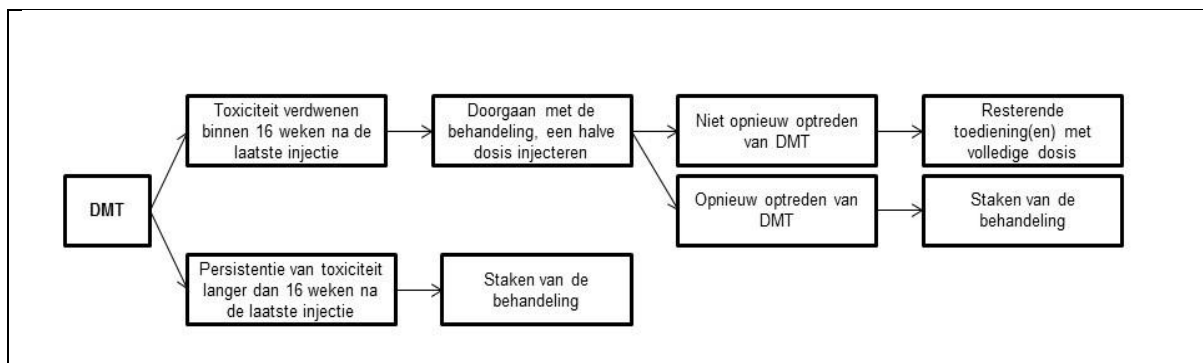 DMT
Toxiciteit verdwenen
binnen 16 weken na de
laatste injectie
Doorgaan met de
behandeling, een halve
dosis injecteren
Niet opnieuw optreden
van DMT
Resterende
toediening(en) met
volledige dosis
Opnieuw optreden van
DMT
Staken van de
behandeling
Persistentie van toxiciteit
langer dan 16 weken na
de laatste injectie
Staken van de
behandeling